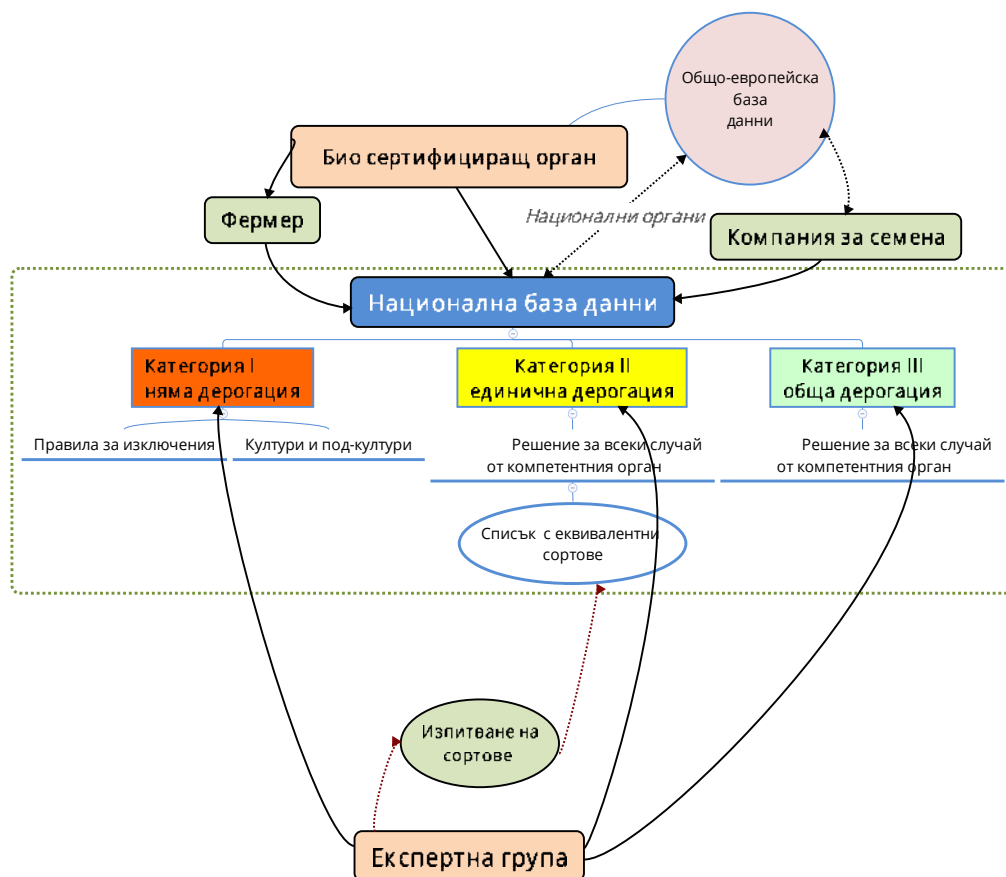 Общо-европейска
база
данни
Био сертифициращ орган
Фермер
Национални органи
Компания за семена
Национална база данни
Категория I
няма дерогация
Категория II
единична дерогация
Категория III
обща дерогация
Правила за изключения
Култури и под-култури
Решение за всеки случай
от компетентния орган
Решение за всеки случай
от компетентния орган
Списък с еквивалентни
сортове
Изпитване на
сортове
Експертна група